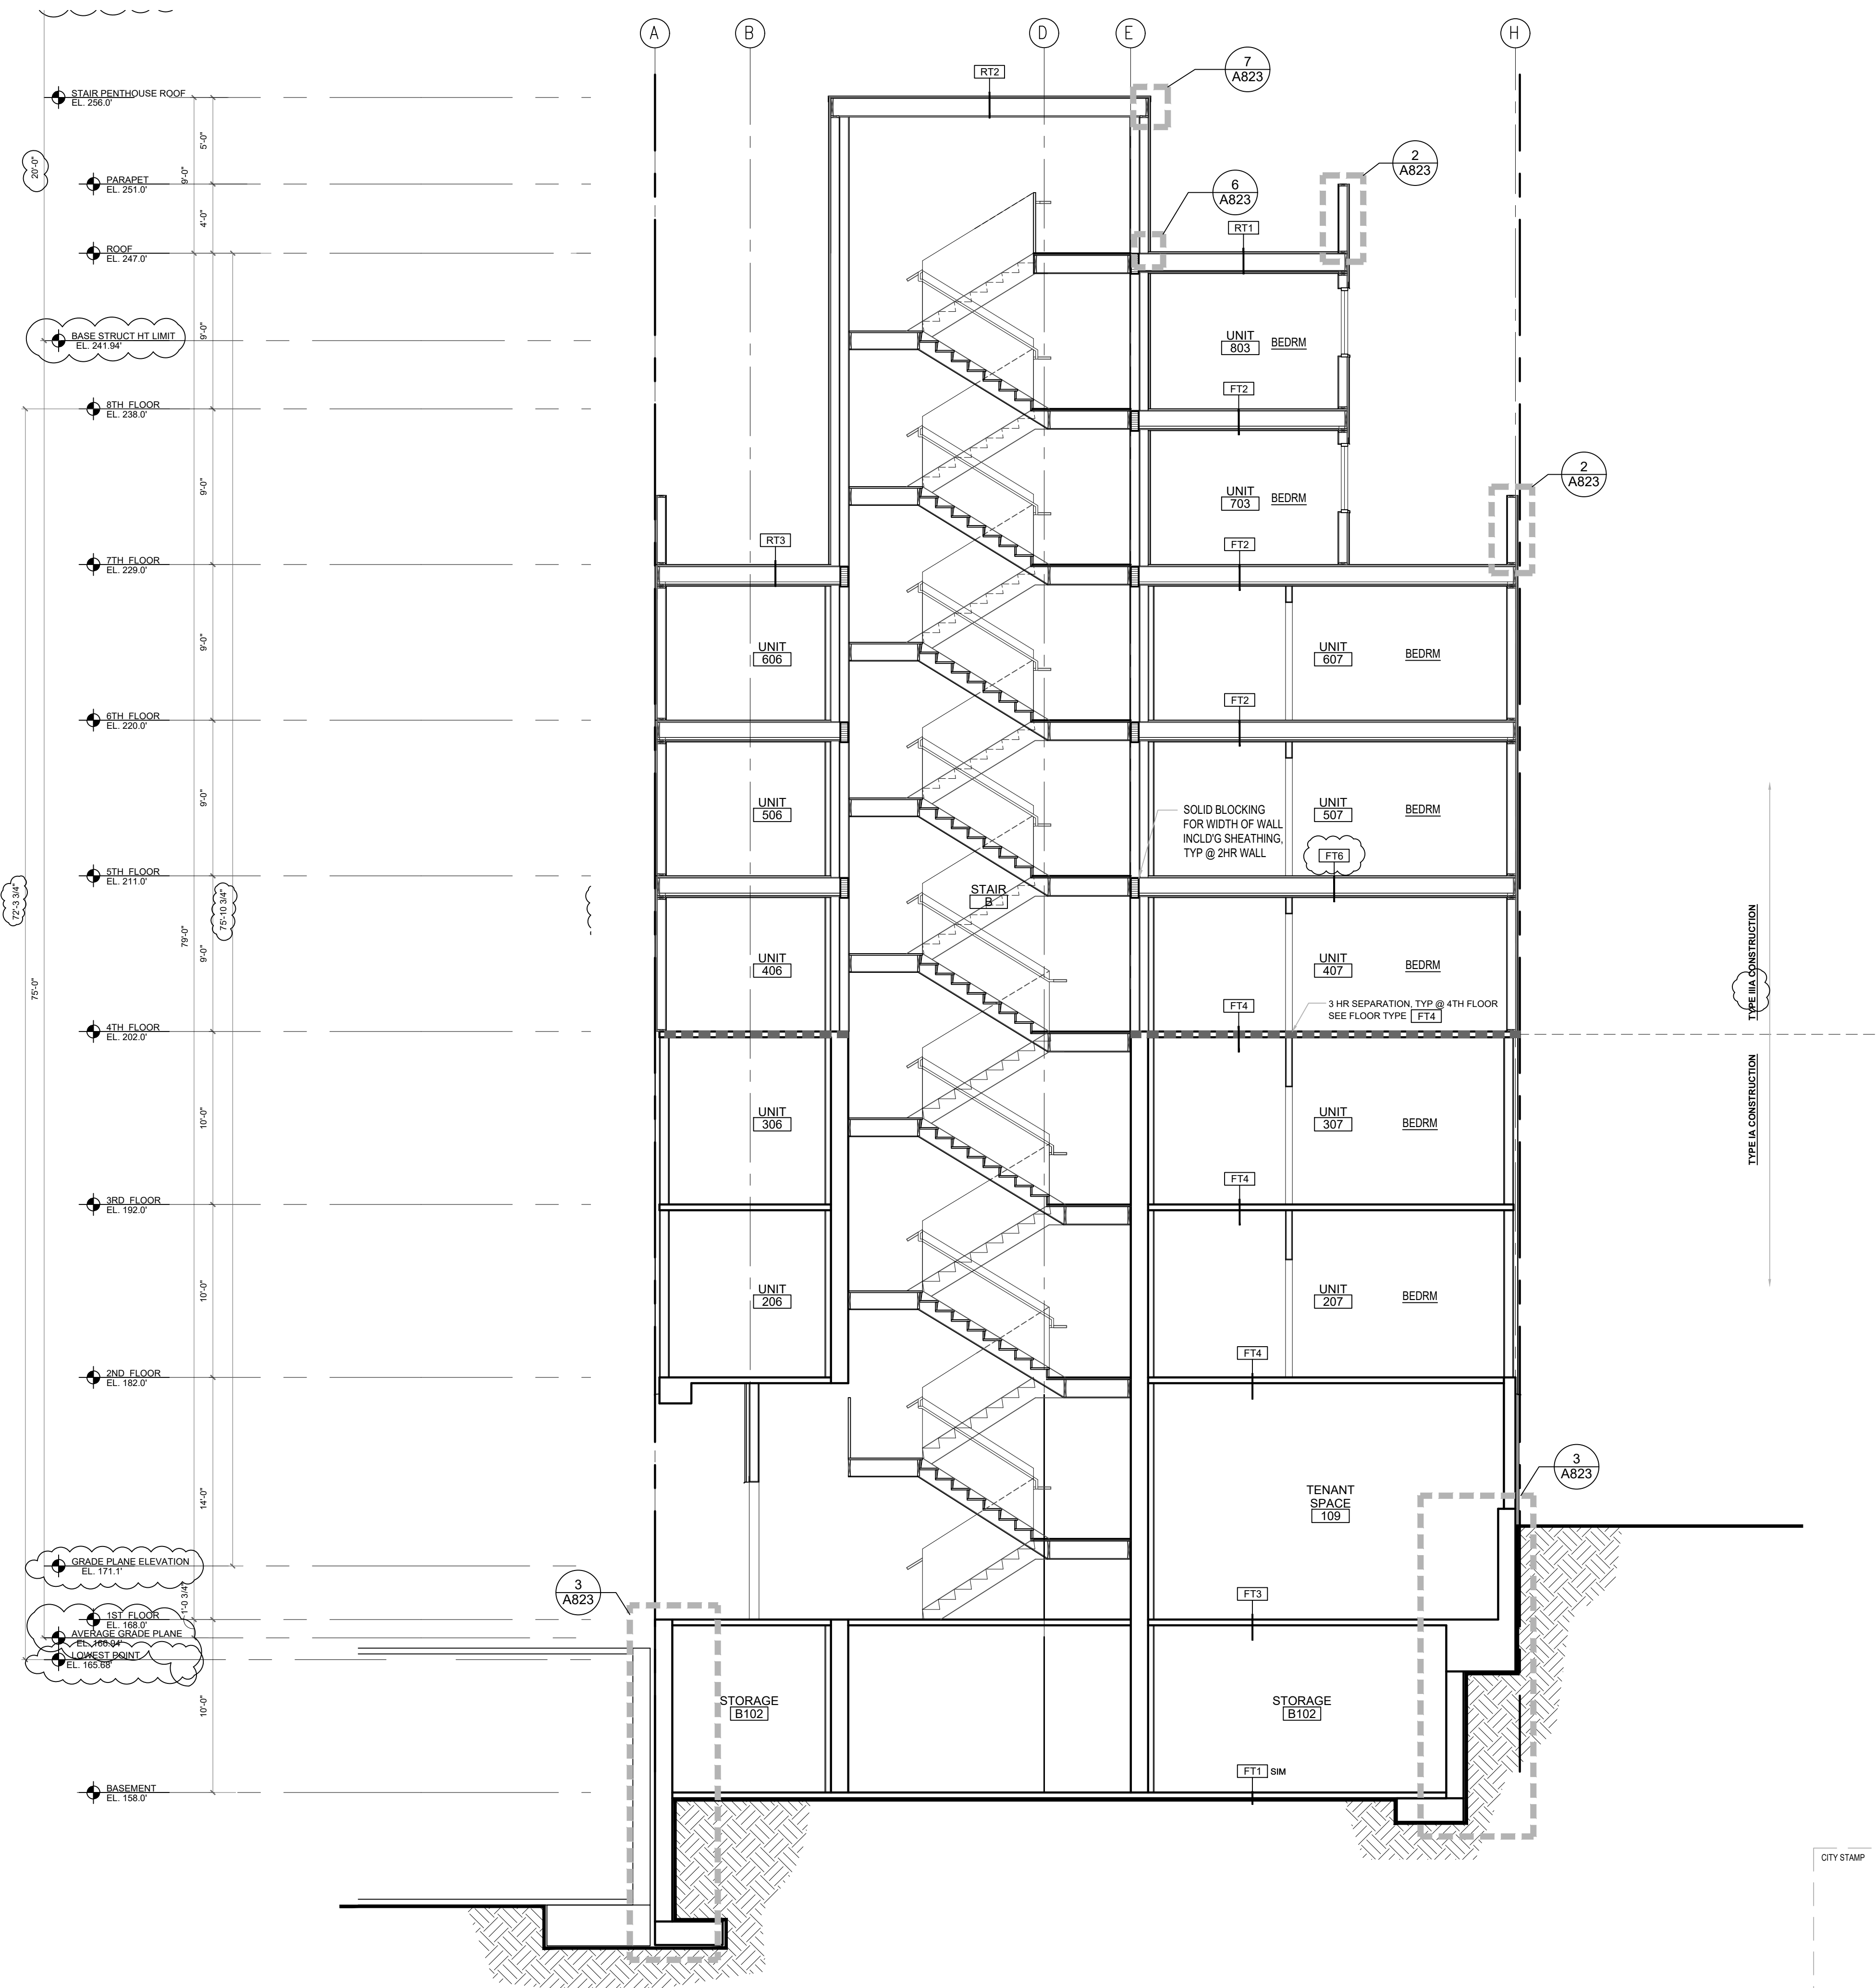 A
B
D
E
H
STAIR PENTHOUSE ROOF
EL. 256.0'
PARAPET
EL. 251.0'
ROOF
EL. 247.0'
BASE STRUCT HT LIMIT
EL. 241.94'
8TH FLOOR
EL. 238.0'
7TH FLOOR
EL. 229.0'
6TH FLOOR
EL. 220.0'
5TH FLOOR
EL. 211.0'
4TH FLOOR
EL. 202.0'
3RD FLOOR
EL. 192.0'
2ND FLOOR
EL. 182.0'
GRADE PLANE ELEVATION
EL. 171.1'
1ST FLOOR
EL. 168.0'
AVERAGE GRADE PLANE
LOWEST POINT
EL. 165.68'
BASEMENT
EL. 158.0'
20'-0"
72'-3 3/4"
75'-0"
9'-0"
79'-0"
1'-0 3/4"
5'-0"
4'-0"
9'-0"
9'-0"
9'-0"
9'-0"
9'-0"
10'-0"
10'-0"
14'-0"
10'-0"
75'-10 3/4"
RT2
7
A823
2
A823
6
A823
RT1
UNIT
803
BEDRM
FT2
UNIT
703
BEDRM
2
A823
RT3
FT2
UNIT
606
UNIT
607
BEDRM
FT2
UNIT
506
SOLID BLOCKING
FOR WIDTH OF WALL
INCLD'G SHEATHING,
TYP @ 2HR WALL
UNIT
507
BEDRM
FT6
STAIR
B
UNIT
406
UNIT
407
BEDRM
FT4
3 HR SEPARATION, TYP @ 4TH FLOOR
SEE FLOOR TYPE FT4
TYPE IIIA CONSTRUCTION
TYPE IA CONSTRUCTION
UNIT
306
UNIT
307
BEDRM
FT4
UNIT
206
UNIT
207
BEDRM
FT4
TENANT
SPACE
109
3
A823
3
A823
FT3
STORAGE
B102
STORAGE
B102
FT1 SIM
CITY STAMP